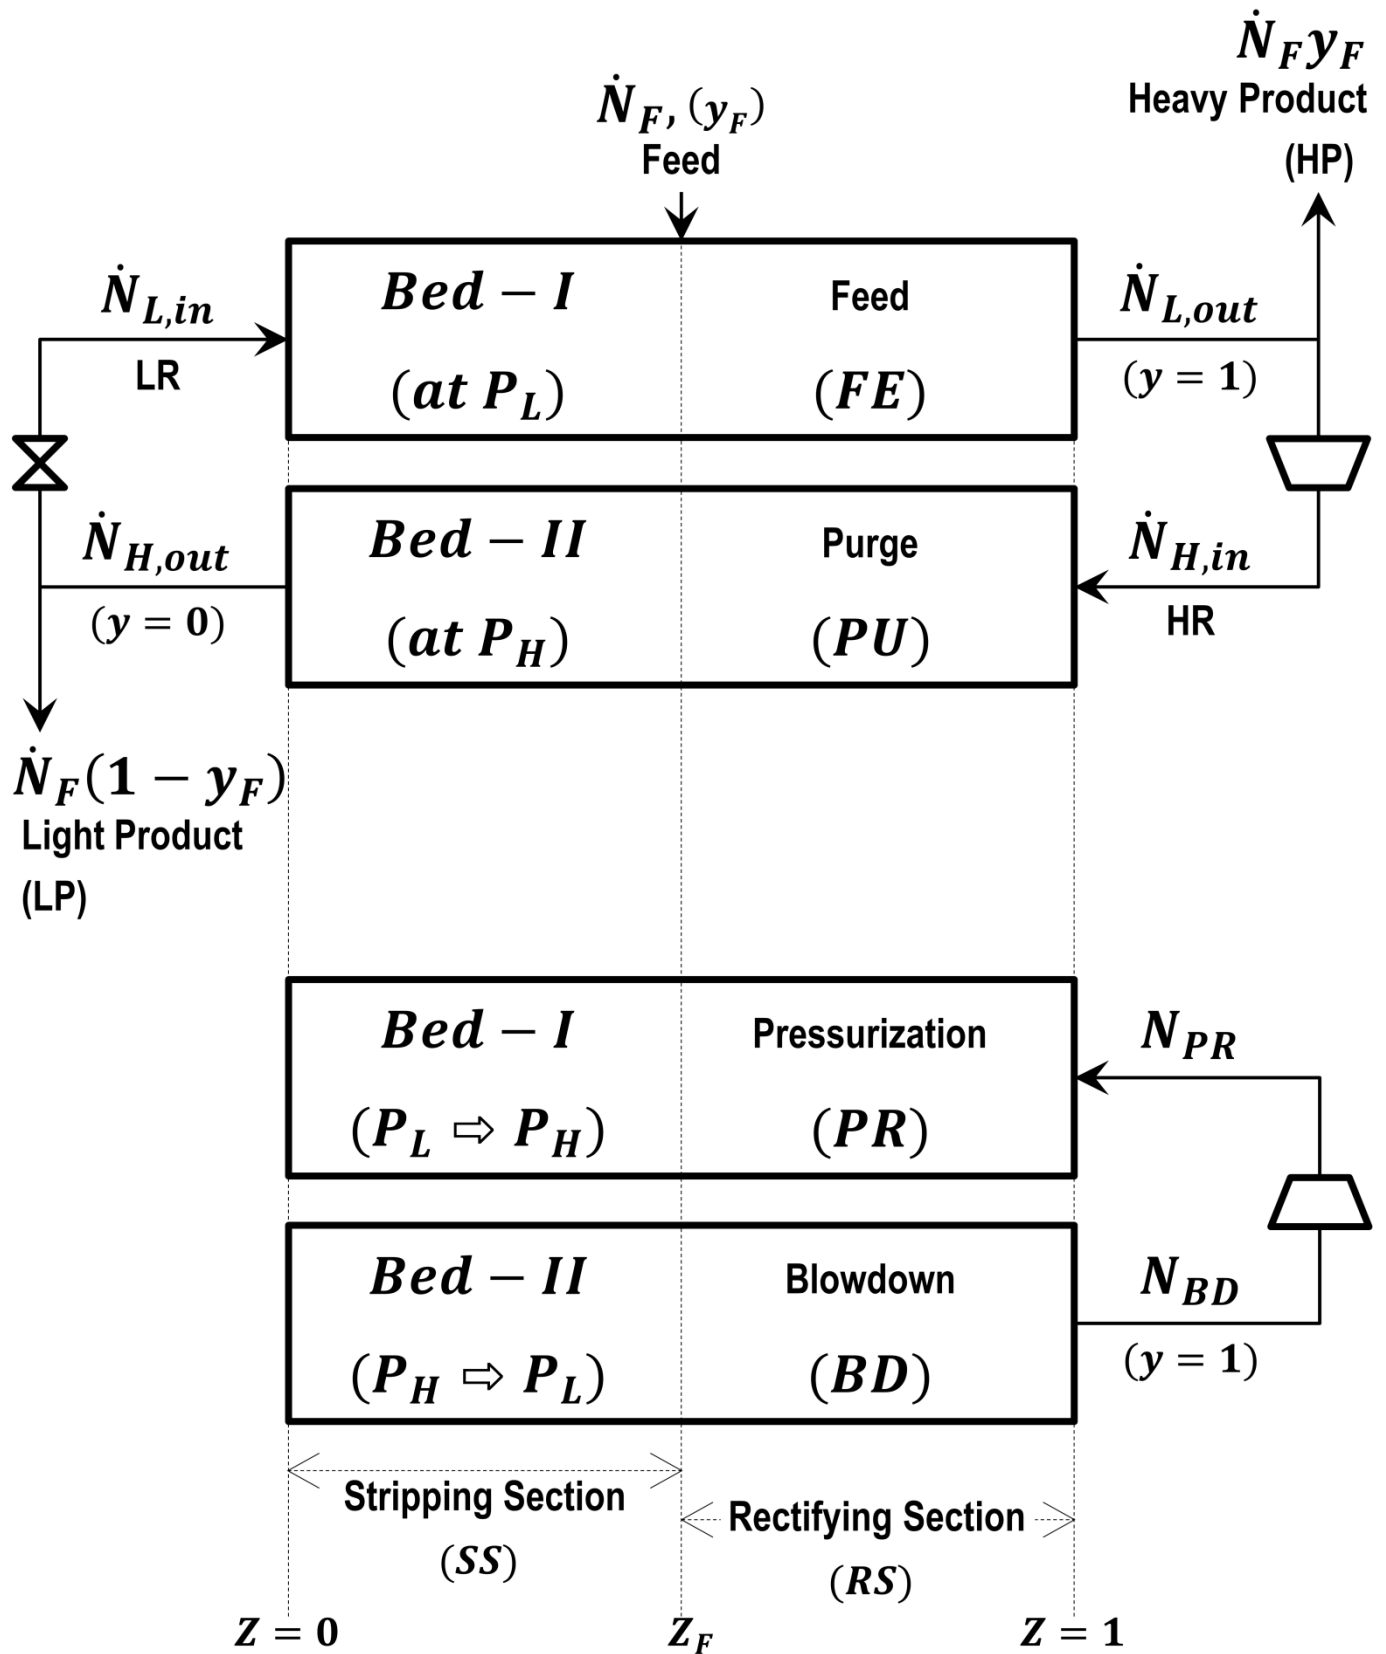 Ṅ_F y_F
Heavy Product
(HP)
Ṅ_F, (y_F)
Feed
Ṅ_L,in
LR
Bed − I
(at P_L)
Feed
(FE)
Ṅ_L,out
(y = 1)
Ṅ_H,out
(y = 0)
Bed − II
(at P_H)
Purge
(PU)
Ṅ_H,in
HR
Ṅ_F(1 − y_F)
Light Product
(LP)
Bed − I
(P_L ⇨ P_H)
Pressurization
(PR)
N_PR
Bed − II
(P_H ⇨ P_L)
Blowdown
(BD)
N_BD
(y = 1)
Stripping Section
(SS)
Rectifying Section
(RS)
Z = 0
Z_F
Z = 1